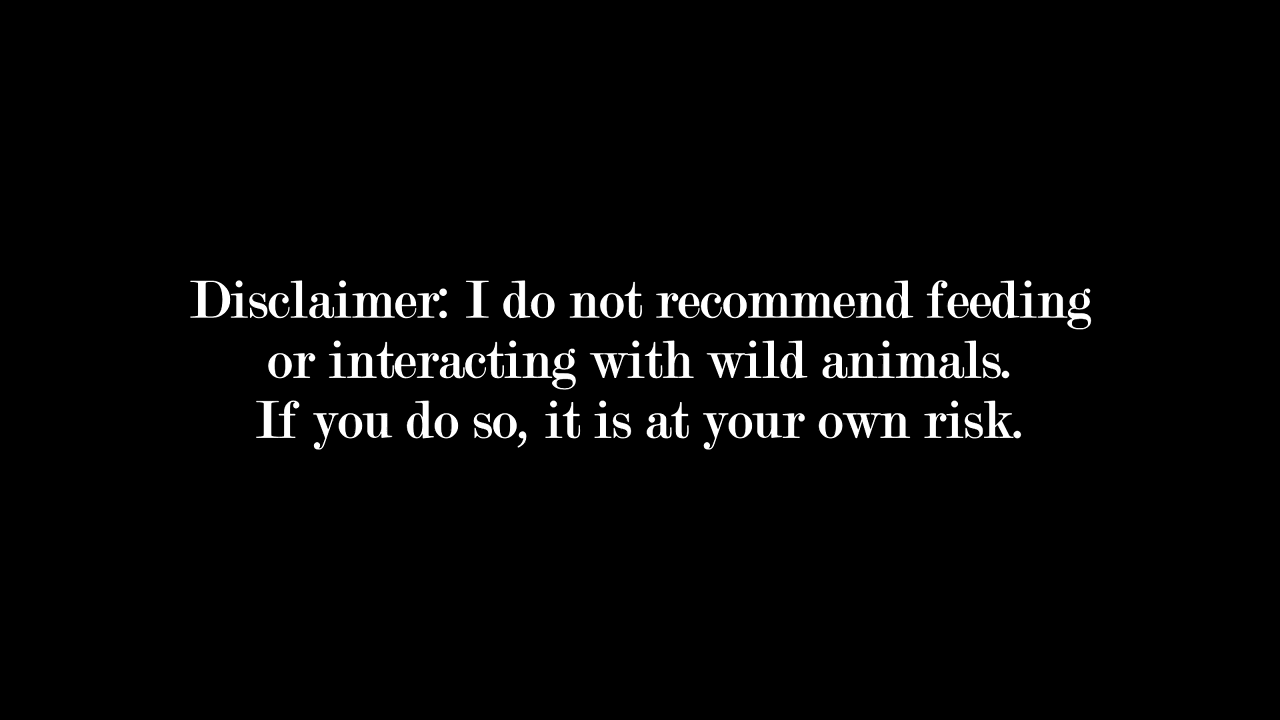 Disclaimer: I do not recommend feeding
or interacting with wild animals.
If you do so, it is at your own risk.